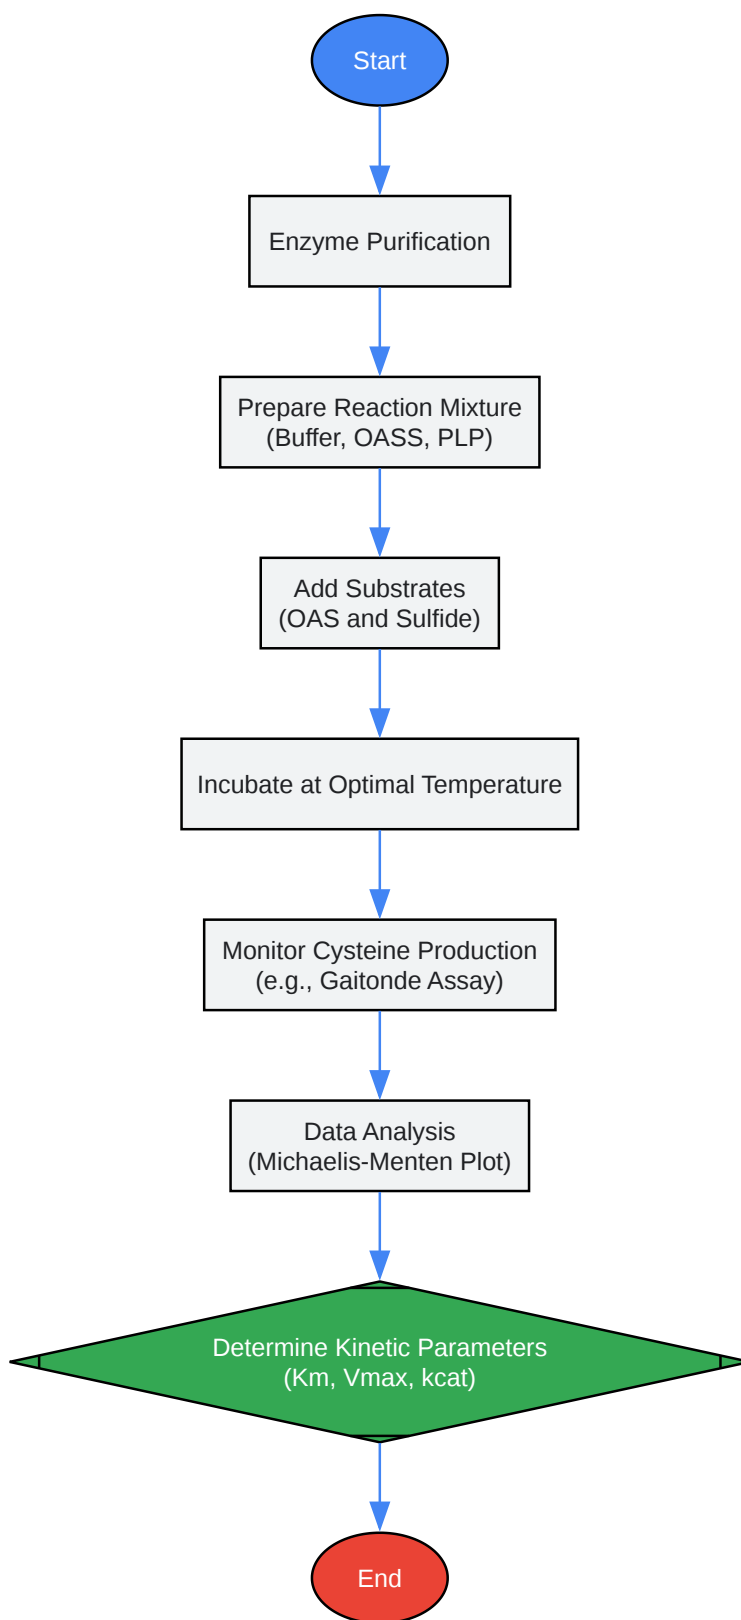 Start
Enzyme Purification
Prepare Reaction Mixture
(Buffer, OASS, PLP)
Add Substrates
(OAS and Sulfide)
Incubate at Optimal Temperature
Monitor Cysteine Production
(e.g., Gaitonde Assay)
Data Analysis
(Michaelis-Menten Plot)
Determine Kinetic Parameters
(Km, Vmax, kcat)
End